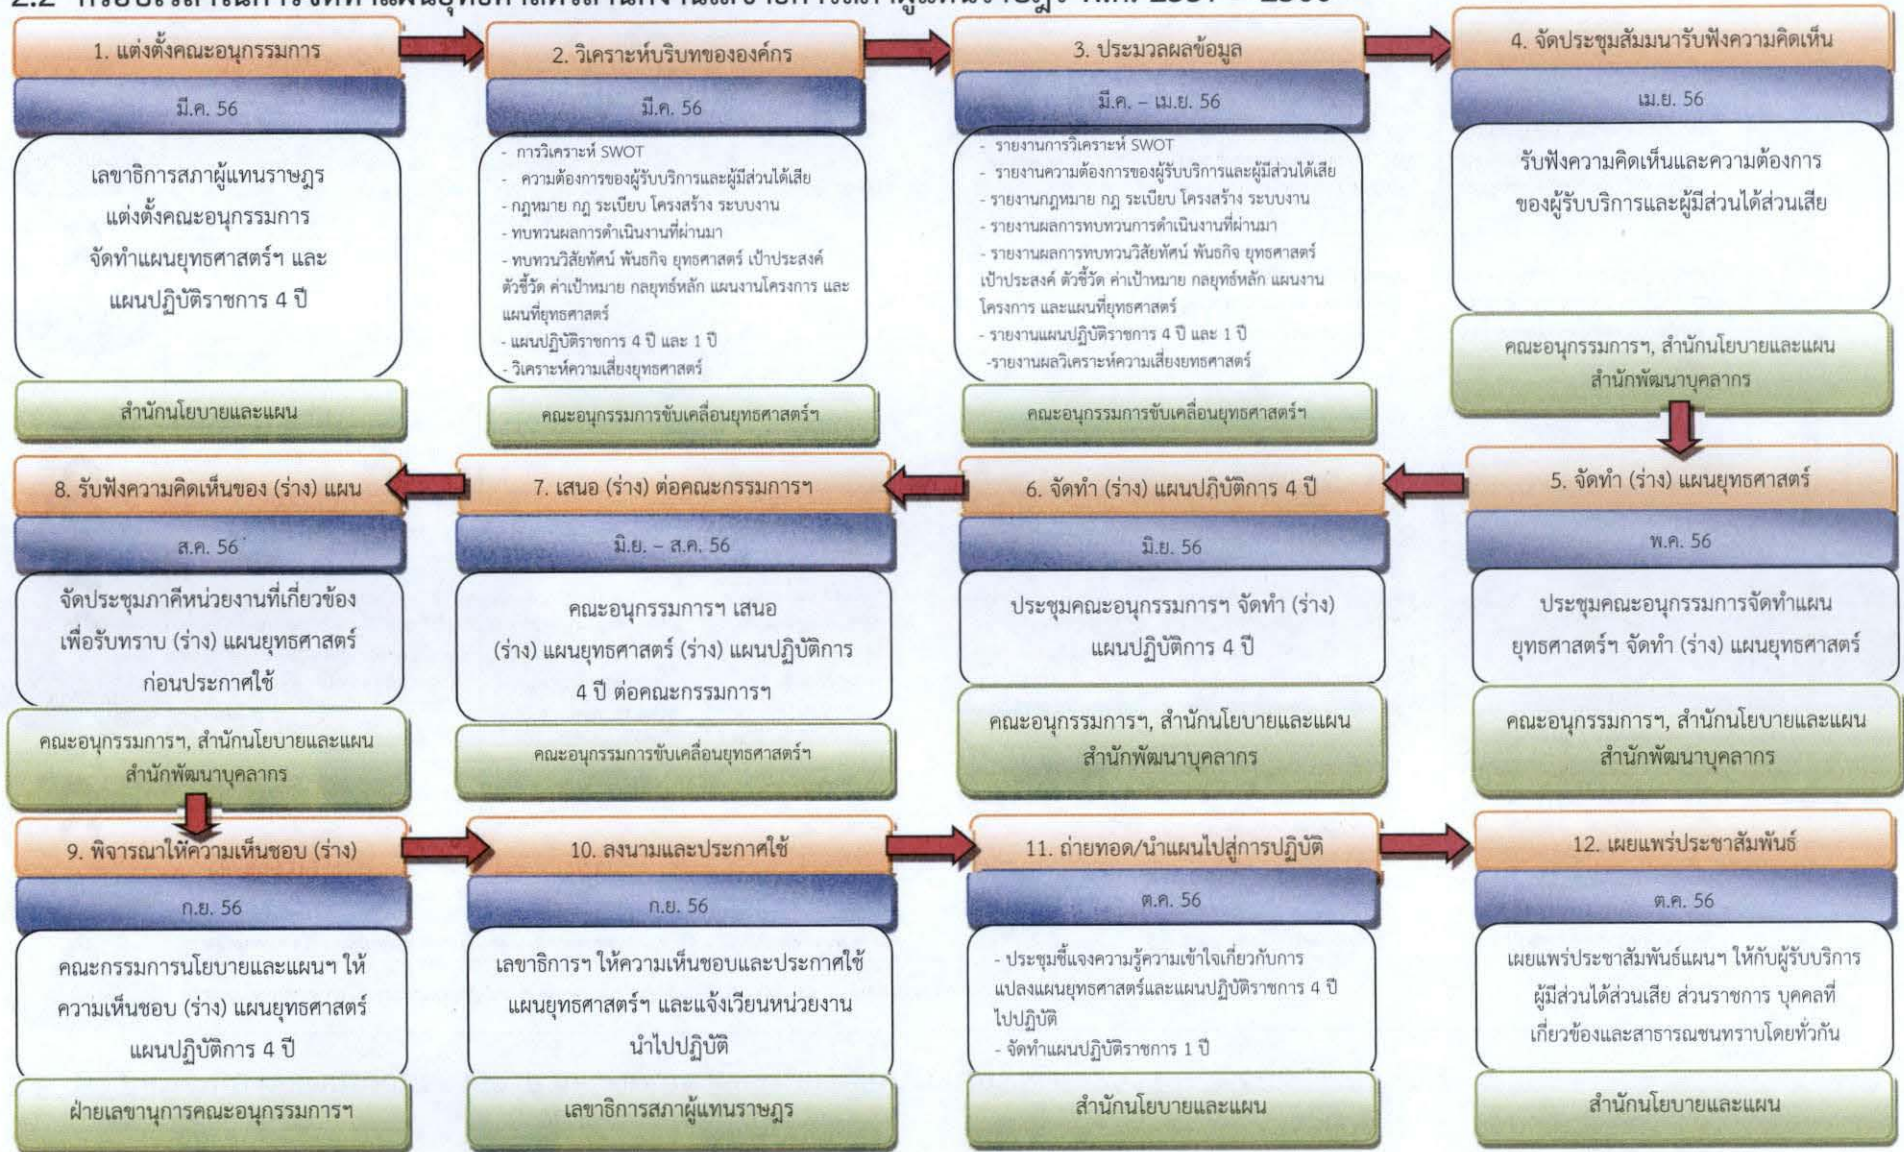 2.2 กรอบเวลาในการจัดทำแผนยุทธศาสตร์สำนักงานเลขาธิการสภาผู้แทนราษฎร พ.ศ. 2557 – 2560
1. แต่งตั้งคณะอนุกรรมการ
มี.ค. 56
เลขาธิการสภาผู้แทนราษฎร
แต่งตั้งคณะอนุกรรมการ
จัดทำแผนยุทธศาสตร์ฯ และ
แผนปฏิบัติราชการ 4 ปี
สำนักนโยบายและแผน
2. วิเคราะห์บริบทขององค์กร
มี.ค. 56
- การวิเคราะห์ SWOT
- ความต้องการของผู้รับบริการและผู้มีส่วนได้เสีย
- กฎหมาย กฎ ระเบียบ โครงสร้าง ระบบงาน
- ทบทวนผลการดำเนินงานที่ผ่านมา
- ทบทวนวิสัยทัศน์ พันธกิจ ยุทธศาสตร์ เป้าประสงค์
ตัวชี้วัด ค่าเป้าหมาย กลยุทธ์หลัก แผนงานโครงการ และ
แผนที่ยุทธศาสตร์
- แผนปฏิบัติราชการ 4 ปี และ 1 ปี
- วิเคราะห์ความเสี่ยงยุทธศาสตร์
คณะอนุกรรมการขับเคลื่อนยุทธศาสตร์ฯ
3. ประมวลผลข้อมูล
มี.ค. – เม.ย. 56
- รายงานการวิเคราะห์ SWOT
- รายงานความต้องการของผู้รับบริการและผู้มีส่วนได้เสีย
- รายงานกฎหมาย กฎ ระเบียบ โครงสร้าง ระบบงาน
- รายงานผลการทบทวนการดำเนินงานที่ผ่านมา
- รายงานผลการทบทวนวิสัยทัศน์ พันธกิจ ยุทธศาสตร์
เป้าประสงค์ ตัวชี้วัด ค่าเป้าหมาย กลยุทธ์หลัก แผนงาน
โครงการ และแผนที่ยุทธศาสตร์
- รายงานแผนปฏิบัติราชการ 4 ปี และ 1 ปี
-รายงานผลวิเคราะห์ความเสี่ยงยุทธศาสตร์
คณะอนุกรรมการขับเคลื่อนยุทธศาสตร์ฯ
4. จัดประชุมสัมมนารับฟังความคิดเห็น
เม.ย. 56
รับฟังความคิดเห็นและความต้องการ
ของผู้รับบริการและผู้มีส่วนได้ส่วนเสีย
คณะอนุกรรมการฯ, สำนักนโยบายและแผน
สำนักพัฒนาบุคลากร
5. จัดทำ (ร่าง) แผนยุทธศาสตร์
พ.ค. 56
ประชุมคณะอนุกรรมการจัดทำแผน
ยุทธศาสตร์ฯ จัดทำ (ร่าง) แผนยุทธศาสตร์
คณะอนุกรรมการฯ, สำนักนโยบายและแผน
สำนักพัฒนาบุคลากร
6. จัดทำ (ร่าง) แผนปฏิบัติการ 4 ปี
มิ.ย. 56
ประชุมคณะอนุกรรมการฯ จัดทำ (ร่าง)
แผนปฏิบัติการ 4 ปี
คณะอนุกรรมการฯ, สำนักนโยบายและแผน
สำนักพัฒนาบุคลากร
7. เสนอ (ร่าง) ต่อคณะกรรมการฯ
มิ.ย. – ส.ค. 56
คณะอนุกรรมการฯ เสนอ
(ร่าง) แผนยุทธศาสตร์ (ร่าง) แผนปฏิบัติการ
4 ปี ต่อคณะกรรมการฯ
คณะอนุกรรมการขับเคลื่อนยุทธศาสตร์ฯ
8. รับฟังความคิดเห็นของ (ร่าง) แผน
ส.ค. 56
จัดประชุมภาคีหน่วยงานที่เกี่ยวข้อง
เพื่อรับทราบ (ร่าง) แผนยุทธศาสตร์
ก่อนประกาศใช้
คณะอนุกรรมการฯ, สำนักนโยบายและแผน
สำนักพัฒนาบุคลากร
9. พิจารณาให้ความเห็นชอบ (ร่าง)
ก.ย. 56
คณะกรรมการนโยบายและแผนฯ ให้
ความเห็นชอบ (ร่าง) แผนยุทธศาสตร์
แผนปฏิบัติการ 4 ปี
ฝ่ายเลขานุการคณะอนุกรรมการฯ
10. ลงนามและประกาศใช้
ก.ย. 56
เลขาธิการฯ ให้ความเห็นชอบและประกาศใช้
แผนยุทธศาสตร์ฯ และแจ้งเวียนหน่วยงาน
นำไปปฏิบัติ
เลขาธิการสภาผู้แทนราษฎร
11. ถ่ายทอด/นำแผนไปสู่การปฏิบัติ
ต.ค. 56
- ประชุมชี้แจงความรู้ความเข้าใจเกี่ยวกับการ
แปลงแผนยุทธศาสตร์และแผนปฏิบัติราชการ 4 ปี
ไปปฏิบัติ
- จัดทำแผนปฏิบัติราชการ 1 ปี
สำนักนโยบายและแผน
12. เผยแพร่ประชาสัมพันธ์
ต.ค. 56
เผยแพร่ประชาสัมพันธ์แผนฯ ให้กับผู้รับบริการ
ผู้มีส่วนได้ส่วนเสีย ส่วนราชการ บุคคลที่
เกี่ยวข้องและสาธารณชนทราบโดยทั่วกัน
สำนักนโยบายและแผน